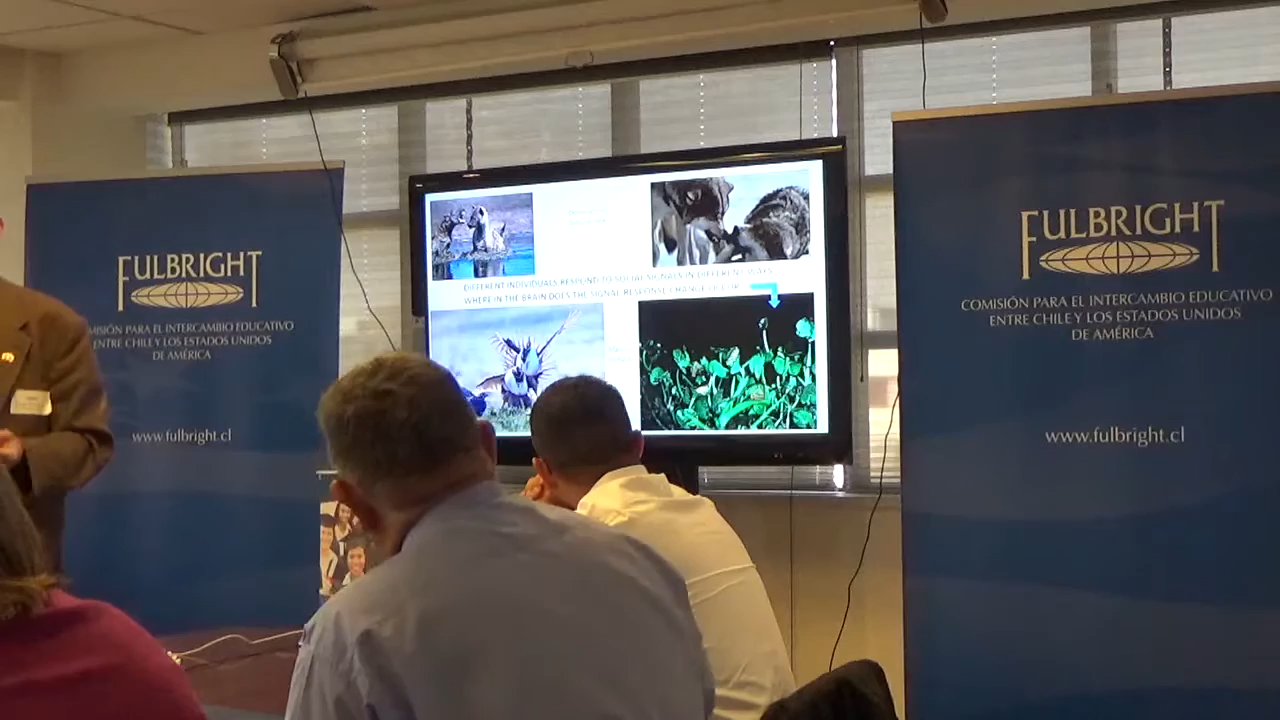 FULBRIGHT
COMISIÓN PARA EL INTERCAMBIO EDUCATIVO
ENTRE CHILE Y LOS ESTADOS UNIDOS
DE AMÉRICA
www.fulbright.cl
DIFFERENT INDIVIDUALS RESPOND TO SOCIAL SIGNALS IN DIFFERENT WAYS
WHERE IN THE BRAIN DOES THE SIGNAL-RESPONSE CHANGE OCCUR
FULBRIGHT
COMISIÓN PARA EL INTERCAMBIO EDUCATIVO
ENTRE CHILE Y LOS ESTADOS UNIDOS
DE AMÉRICA
www.fulbright.cl